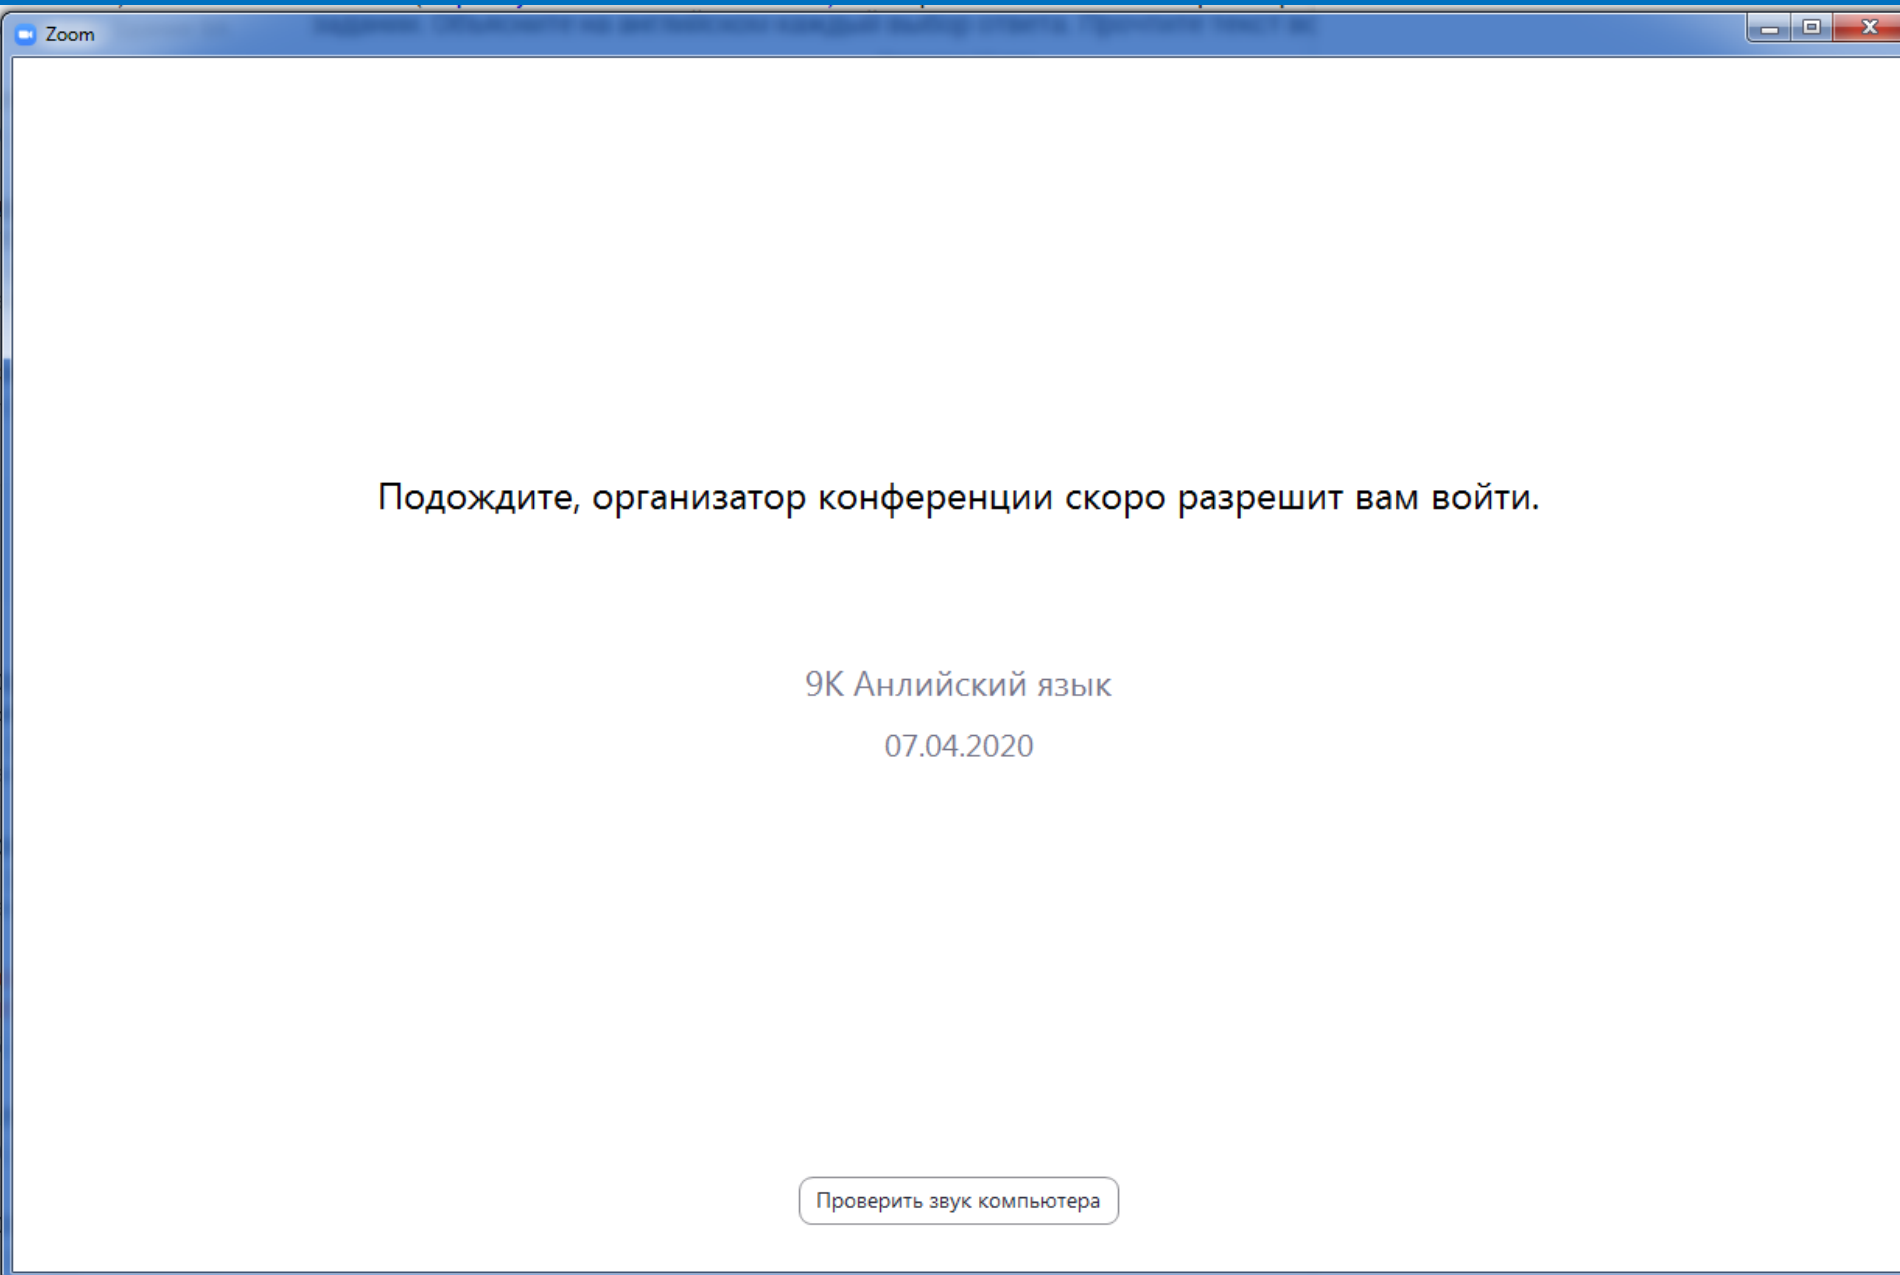 Zoom
Подождите, организатор конференции скоро разрешит вам войти.
9К Анлийский язык
07.04.2020
Проверить звук компьютера